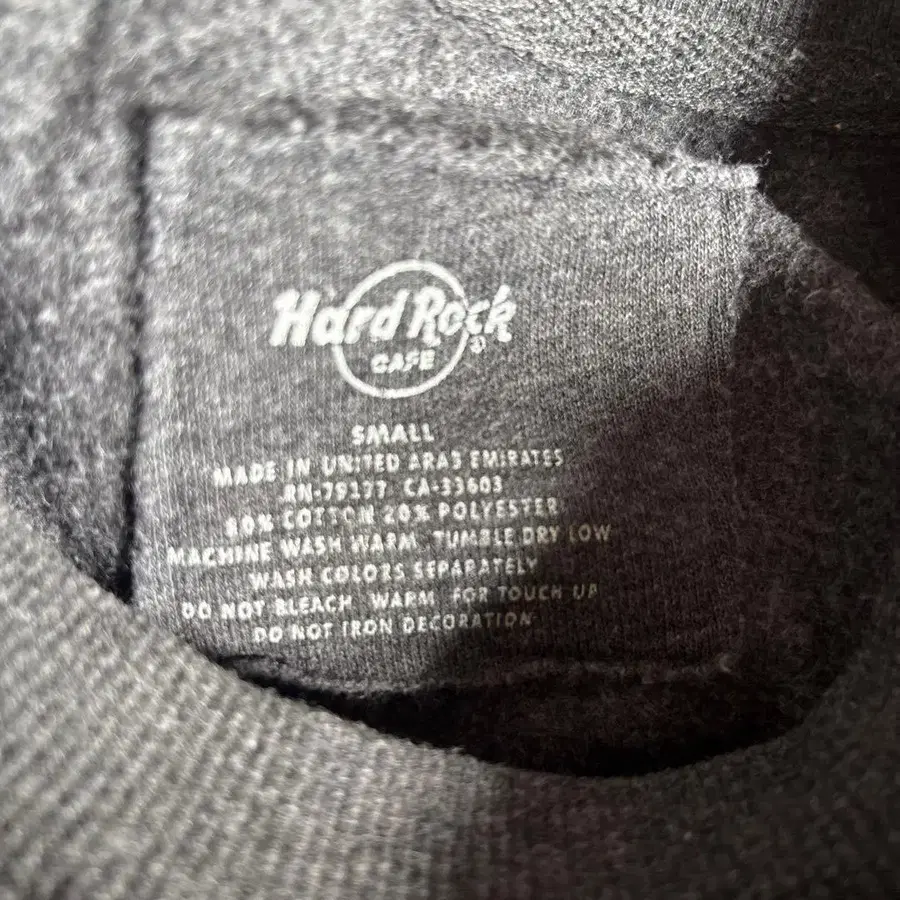 Hard Rock ®
CAFE
SMALL
MADE IN UNITED ARAB EMIRATES
RN-79177 CA-33603
80% COTTON 20% POLYESTER
MACHINE WASH WARM TUMBLE DRY LOW
WASH COLORS SEPARATELY
DO NOT BLEACH WARM FOR TOUCH UP
DO NOT IRON DECORATION